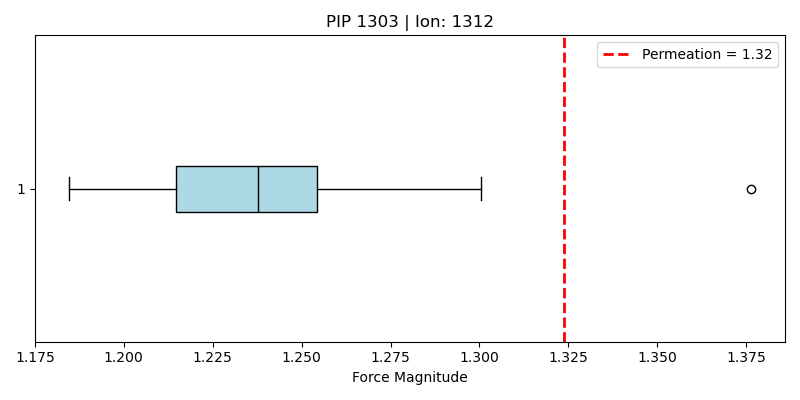 PIP 1303 | Ion: 1312
Permeation = 1.32
1
1.175 1.200 1.225 1.250 1.275 1.300 1.325 1.350 1.375
Force Magnitude